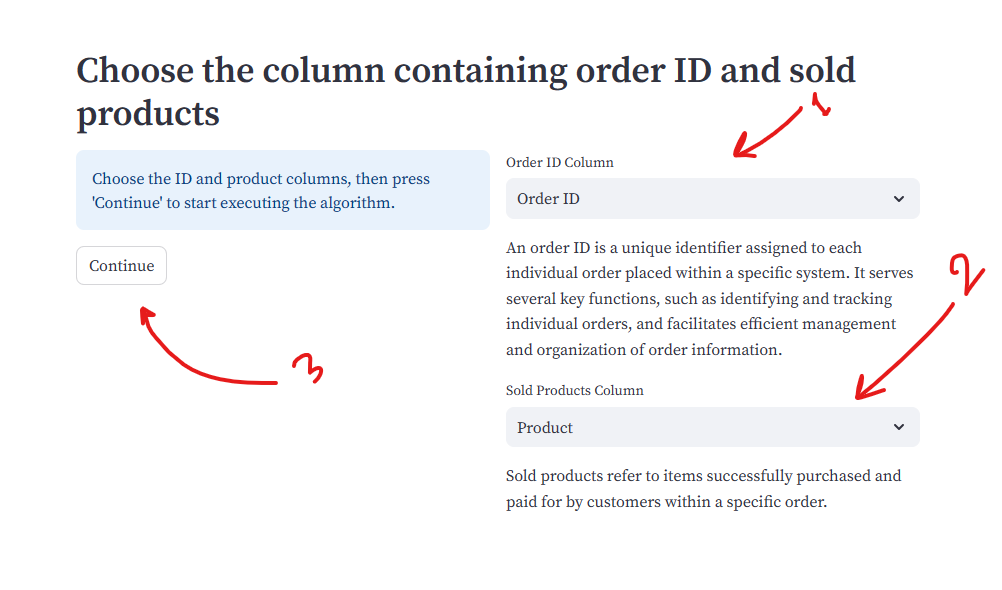 Choose the column containing order ID and sold
products
1
Choose the ID and product columns, then press
'Continue' to start executing the algorithm.
Continue
3
Order ID Column
Order ID
An order ID is a unique identifier assigned to each
individual order placed within a specific system. It serves
several key functions, such as identifying and tracking
individual orders, and facilitates efficient management
and organization of order information.
2
Sold Products Column
Product
Sold products refer to items successfully purchased and
paid for by customers within a specific order.